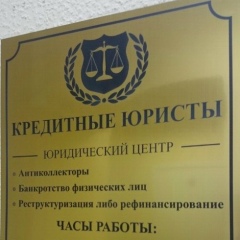 КРЕДИТНЫЕ ЮРИСТЫ
ЮРИДИЧЕСКИЙ ЦЕНТР
• Антиколлекторы
• Банкротство физических лиц
• Реструктуризация либо рефинансирование
ЧАСЫ РАБОТЫ: